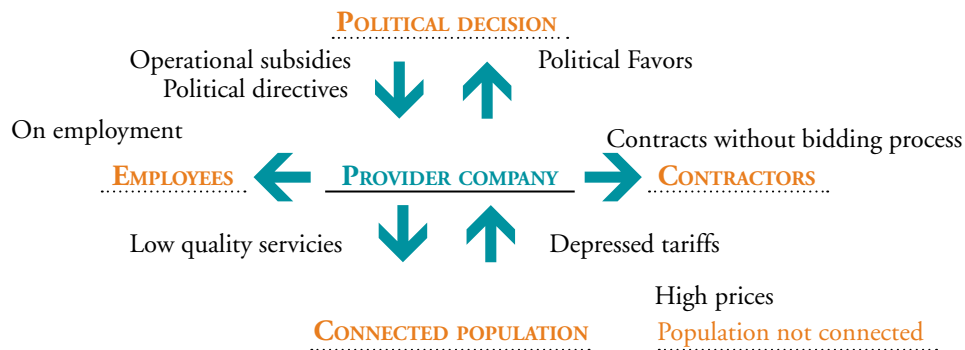 POLITICAL DECISION
Operational subsidies
Political directives
Political Favors
On employment
Contracts without bidding process
EMPLOYEES
PROVIDER COMPANY
CONTRACTORS
Low quality servicies
Depressed tariffs
High prices
CONNECTED POPULATION
Population not connected